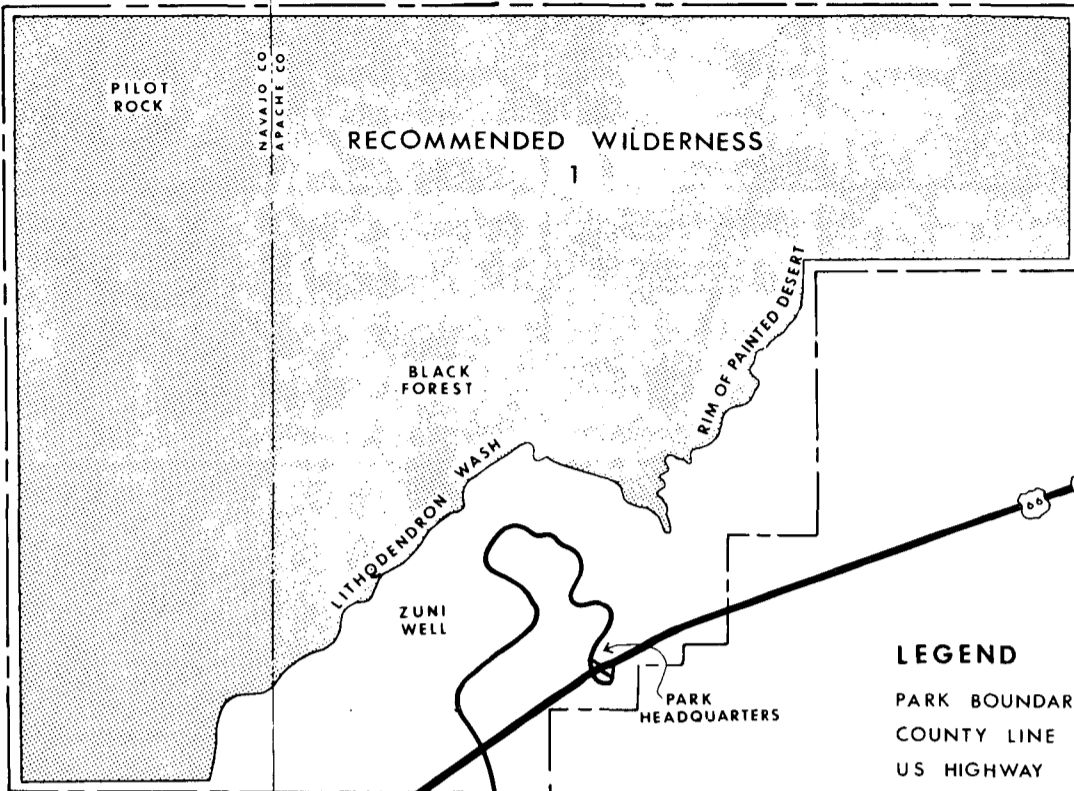 PILOT
ROCK
NAVAJO CO
APACHE CO
RECOMMENDED WILDERNESS
1
RIM OF PAINTED DESERT
BLACK
FOREST
LITHODENDRON WASH
66
ZUNI
WELL
PARK
HEADQUARTERS
LEGEND
PARK BOUNDAR
COUNTY LINE
US HIGHWAY